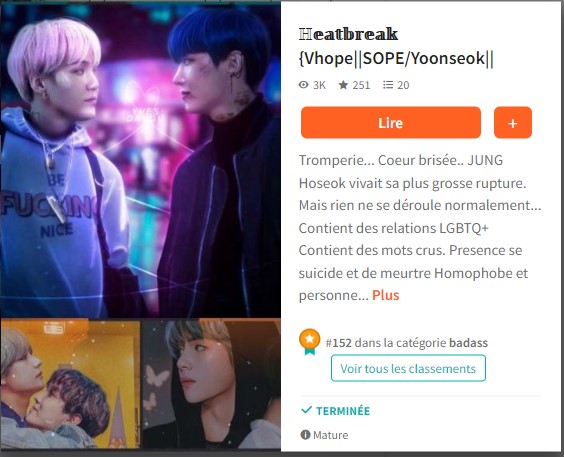 ℍ𝕖𝕒𝕥𝕓𝕣𝕖𝕒𝕜
{Vhope||SOPE/Yoonseok||
3K 251 20
Lire +
Tromperie... Coeur brisée.. JUNG
Hoseok vivait sa plus grosse rupture.
Mais rien ne se déroule normalement...
Contient des relations LGBTQ+
Contient des mots crus. Presence se
suicide et de meurtre Homophobe et
personne... Plus
#152 dans la catégorie badass
Voir tous les classements
TERMINÉE
Mature
BE
FUCKING
NICE